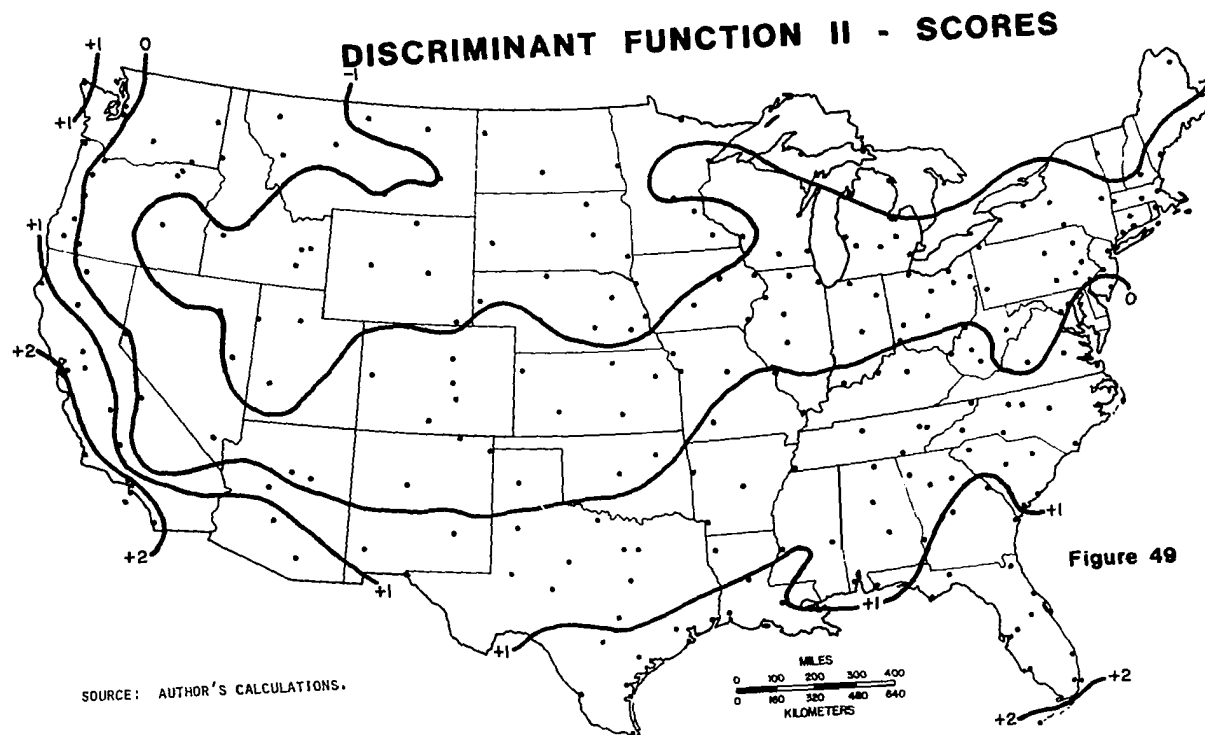 DISCRIMINANT FUNCTION II - SCORES
+1
0
-1
+1
+1
+2
+2
+1
+1
+1
+1
0
+2
+2
Figure 49
SOURCE: AUTHOR'S CALCULATIONS.
MILES
0 100 200 300 400
0 160 320 480 640
KILOMETERS